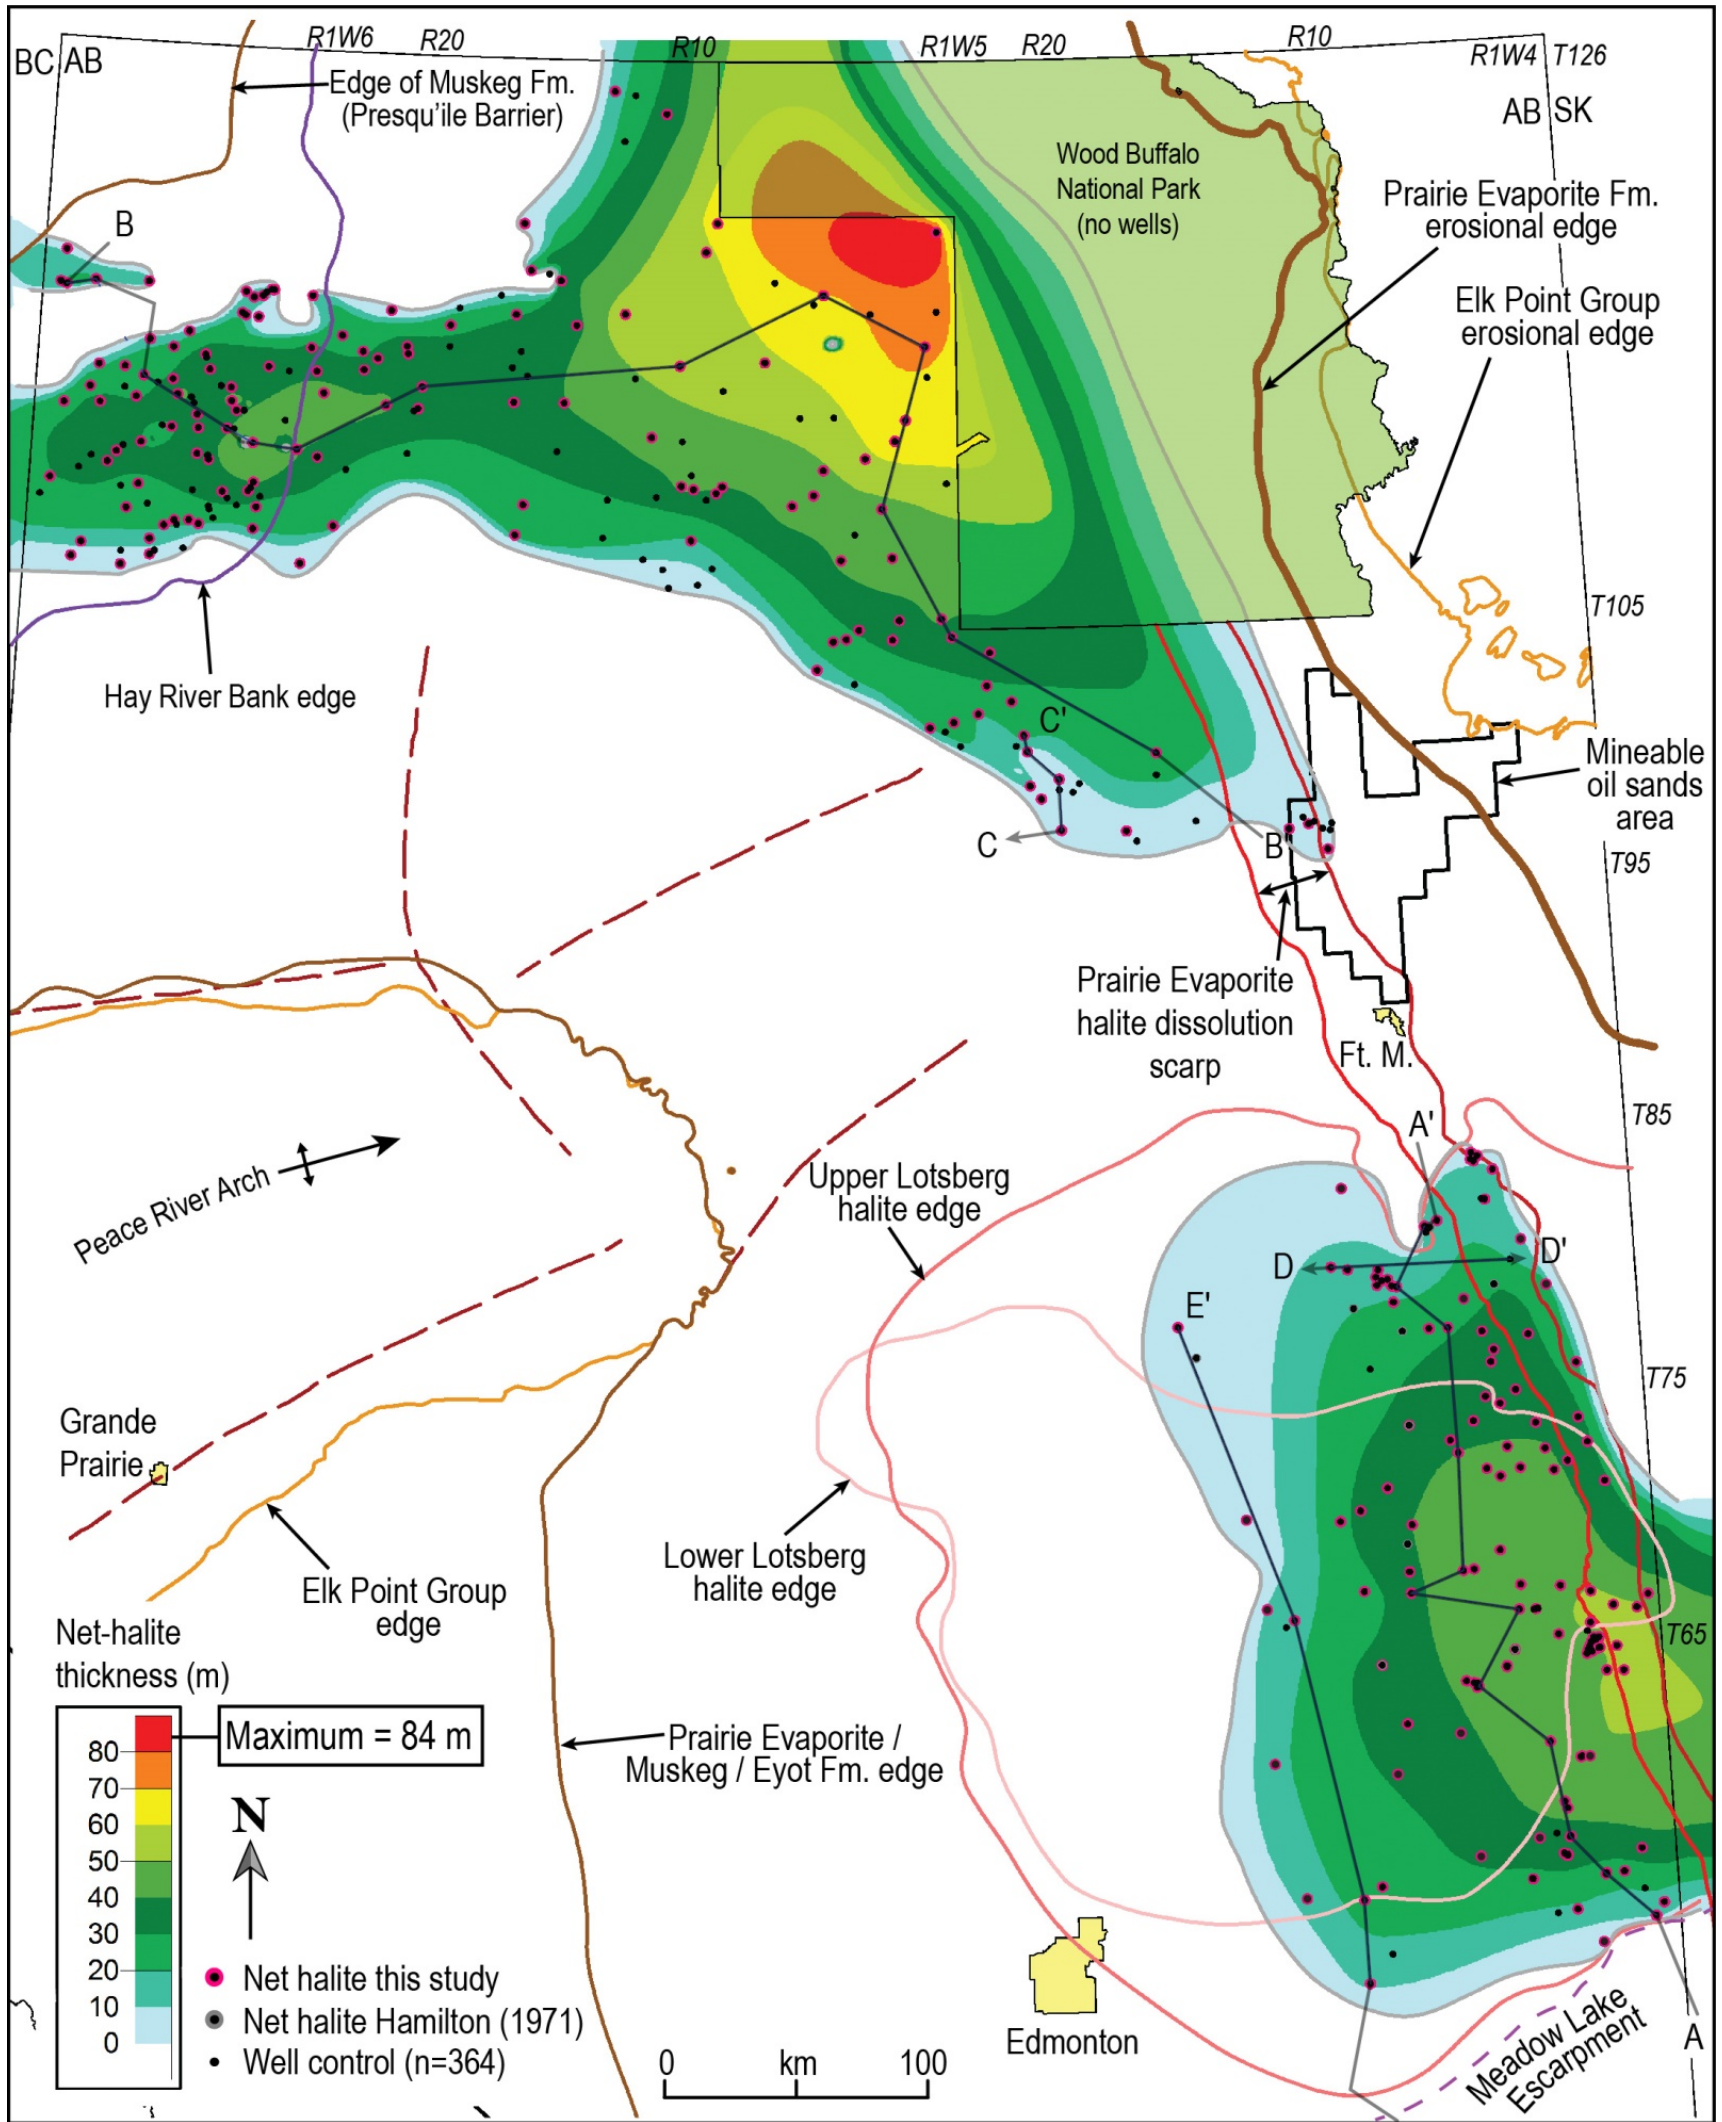 R1W6
R20
R10
R1W5
R20
R10
R1W4
T126
BC
AB
AB
SK
Edge of Muskeg Fm.
(Presqu'ile Barrier)
Wood Buffalo
National Park
(no wells)
Prairie Evaporite Fm.
erosional edge
B
Elk Point Group
erosional edge
T105
Hay River Bank edge
C'
Mineable
oil sands
area
C
B'
T95
Prairie Evaporite
halite dissolution
scarp
Ft. M.
T85
A'
Peace River Arch
Upper Lotsberg
halite edge
D
D'
E'
T75
Grande
Prairie
Lower Lotsberg
halite edge
Elk Point Group
edge
T65
Net-halite
thickness (m)
Maximum = 84 m
80
70
60
50
40
30
20
10
0
Prairie Evaporite /
Muskeg / Eyot Fm. edge
N
Net halite this study
Net halite Hamilton (1971)
Well control (n=364)
0
km
100
Edmonton
Meadow Lake
Escarpment
A